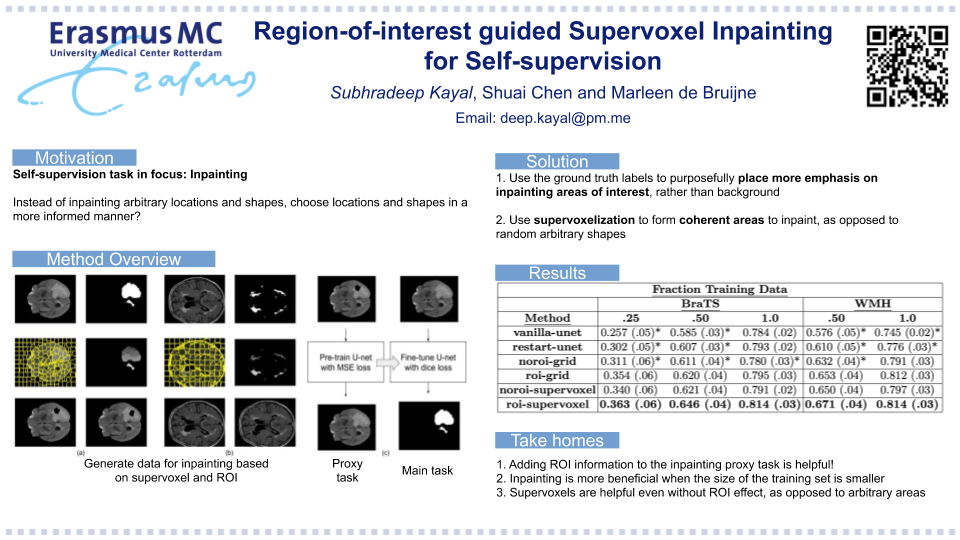 Erasmus MC
University Medical Center Rotterdam
Erasmus
Region-of-interest guided Supervoxel Inpainting
for Self-supervision
Subhradeep Kayal, Shuai Chen and Marleen de Bruijne
Email: deep.kayal@pm.me
Motivation
Self-supervision task in focus: Inpainting
Instead of inpainting arbitrary locations and shapes, choose locations and shapes in a
more informed manner?
Method Overview
Pre-train U-net
with MSE loss
Fine-tune U-net
with dice loss
(a)
(b)
(c)
Generate data for inpainting based
on supervoxel and ROI
Proxy
task
Main task
Solution
1. Use the ground truth labels to purposefully place more emphasis on
inpainting areas of interest, rather than background
2. Use supervoxelization to form coherent areas to inpaint, as opposed to
random arbitrary shapes
Results
Fraction Training Data
BraTS WMH
Method .25 .50 1.0 .50 1.0
vanilla-unet 0.257 (.05)* 0.585 (.03)* 0.784 (.02) 0.576 (.05)* 0.745 (0.02)*
restart-unet 0.302 (.05)* 0.607 (.03)* 0.793 (.02) 0.610 (.05)* 0.776 (.03)*
noroi-grid 0.311 (.06)* 0.611 (.04)* 0.780 (.03)* 0.632 (.04)* 0.791 (.03)
roi-grid 0.354 (.06) 0.620 (.04) 0.795 (.03) 0.653 (.04) 0.812 (.03)
noroi-supervoxel 0.340 (.06) 0.621 (.04) 0.791 (.02) 0.650 (.04) 0.797 (.03)
roi-supervoxel 0.363 (.06) 0.646 (.04) 0.814 (.03) 0.671 (.04) 0.814 (.03)
Take homes
1. Adding ROI information to the inpainting proxy task is helpful!
2. Inpainting is more beneficial when the size of the training set is smaller
3. Supervoxels are helpful even without ROI effect, as opposed to arbitrary areas